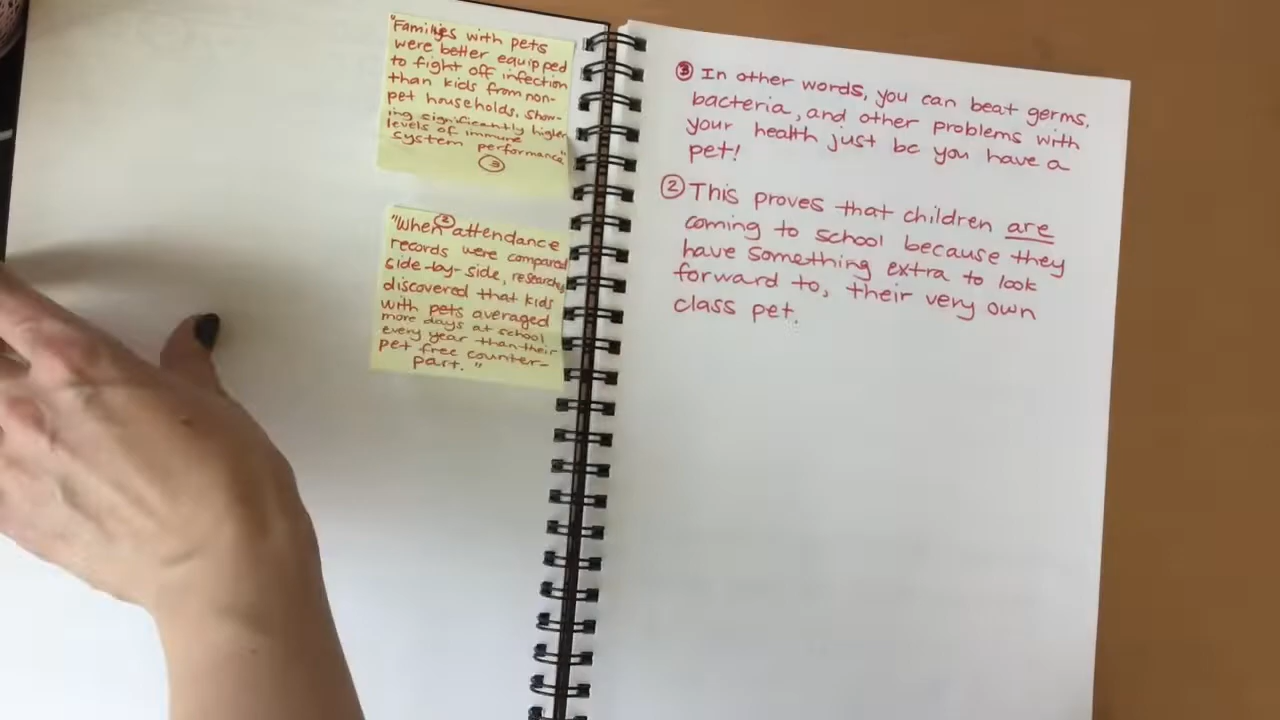 "Families with pets
were better equipped
to fight off infection
than kids from non-
pet households, show-
ing significantly higher
levels of immune
system performance"
③
②
"When attendance
records were compared
side-by-side,
discovered that kids
with pets averaged
more days at school
every year than their
pet free counter-
part."
③ In other words, you can beat germs,
bacteria, and other problems with
your health just bc you have a
pet!
② This proves that children are
coming to school because they
have something extra to look
forward to, their very own
class pet.